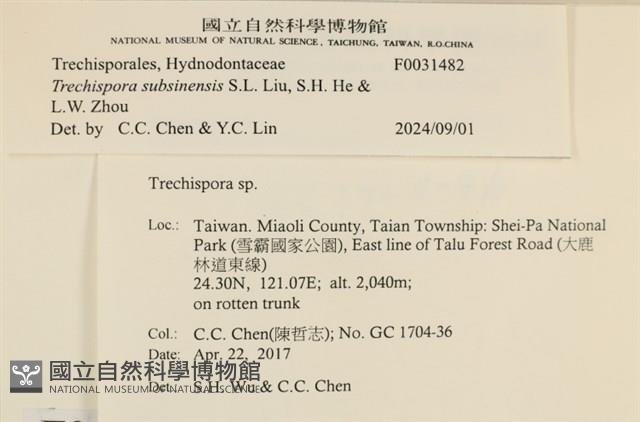 國立自然科學博物館
NATIONAL MUSEUM OF NATURAL SCIENCE, TAICHUNG, TAIWAN, R.O.CHINA
Trechisporales, Hydnodontaceae F0031482
Trechispora subsinensis S.L. Liu, S.H. He &
L.W. Zhou
Det. by C.C. Chen & Y.C. Lin 2024/09/01
Trechispora sp.
Loc.: Taiwan. Miaoli County, Taian Township: Shei-Pa National
Park (雪霸國家公園), East line of Talu Forest Road (大鹿
林道東線)
24.30N, 121.07E; alt. 2,040m;
on rotten trunk
Col.: C.C. Chen(陳哲志); No. GC 1704-36
Date: Apr. 22, 2017
Det.: S.H. Wu & C.C. Chen
國立自然科學博物館
NATIONAL MUSEUM OF NATURAL SCIENCE